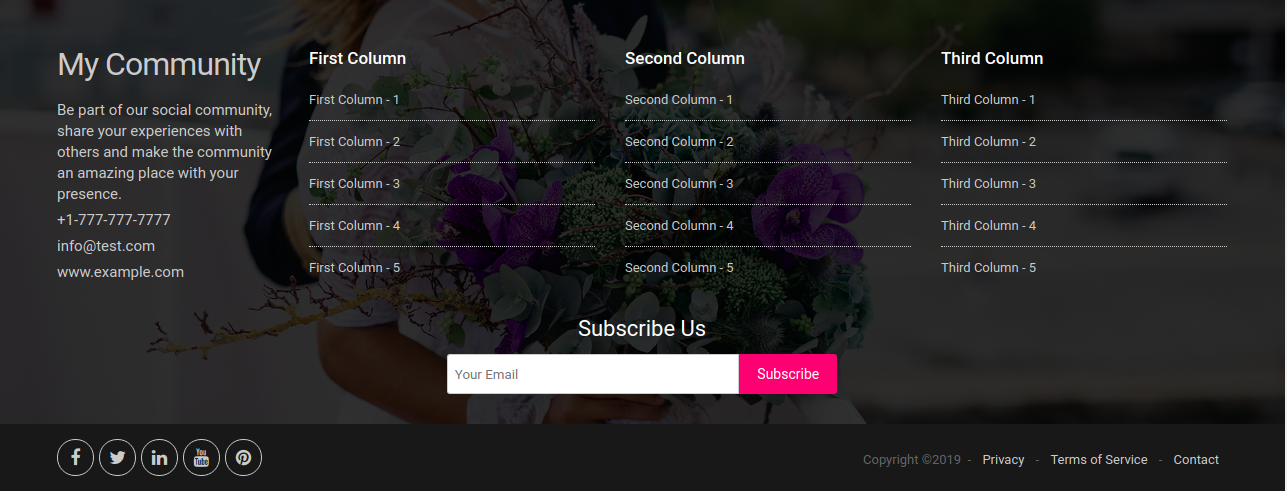 My Community
Be part of our social community,
share your experiences with
others and make the community
an amazing place with your
presence.
+1-777-777-7777
info@test.com
www.example.com
First Column
First Column - 1
First Column - 2
First Column - 3
First Column - 4
First Column - 5
Second Column
Second Column - 1
Second Column - 2
Second Column - 3
Second Column - 4
Second Column - 5
Third Column
Third Column - 1
Third Column - 2
Third Column - 3
Third Column - 4
Third Column - 5
Subscribe Us
Your Email
Subscribe
You
Tube
Copyright ©2019 - Privacy - Terms of Service - Contact